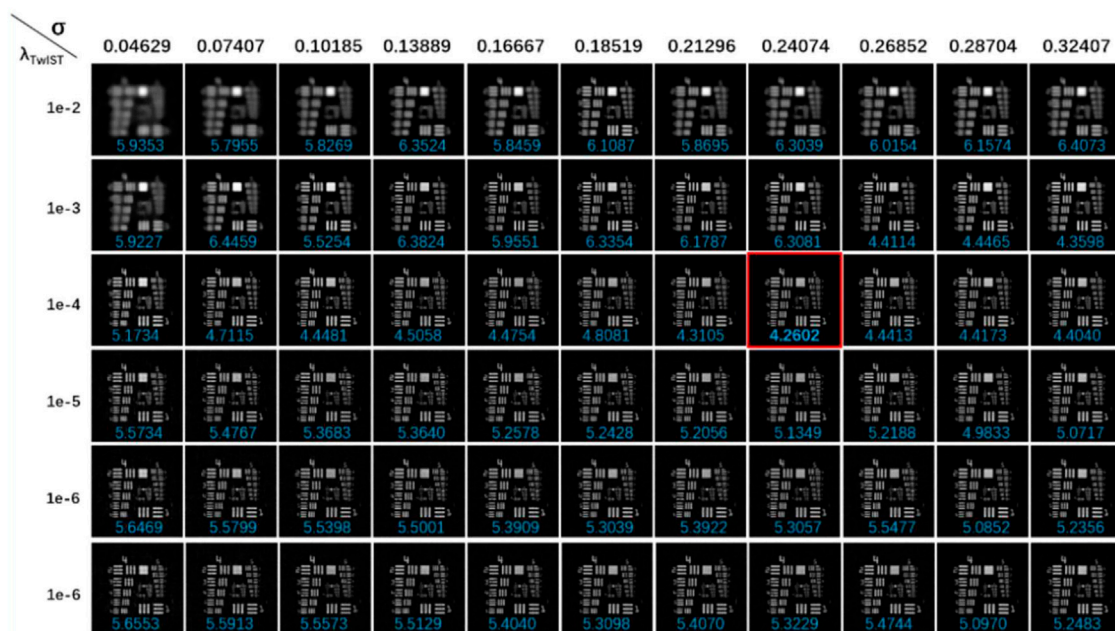 σ
λTwIST
0.04629 0.07407 0.10185 0.13889 0.16667 0.18519 0.21296 0.24074 0.26852 0.28704 0.32407
1e-2
5.9353 5.7955 5.8269 6.3524 5.8459 6.1087 5.8695 6.3039 6.0154 6.1574 6.4073
1e-3
5.9227 6.4459 5.5254 6.3824 5.9551 6.3354 6.1787 6.3081 4.4114 4.4465 4.3598
1e-4
5.1734 4.7115 4.4481 4.5058 4.4754 4.8081 4.3105 4.2602 4.4413 4.4173 4.4040
1e-5
5.5734 5.4767 5.3683 5.3640 5.2578 5.2428 5.2056 5.1349 5.2188 4.9833 5.0717
1e-6
5.6469 5.5799 5.5398 5.5001 5.3909 5.3039 5.3922 5.3057 5.5477 5.0852 5.2356
1e-6
5.6553 5.5913 5.5573 5.5129 5.4040 5.3098 5.4070 5.3229 5.4744 5.0970 5.2483